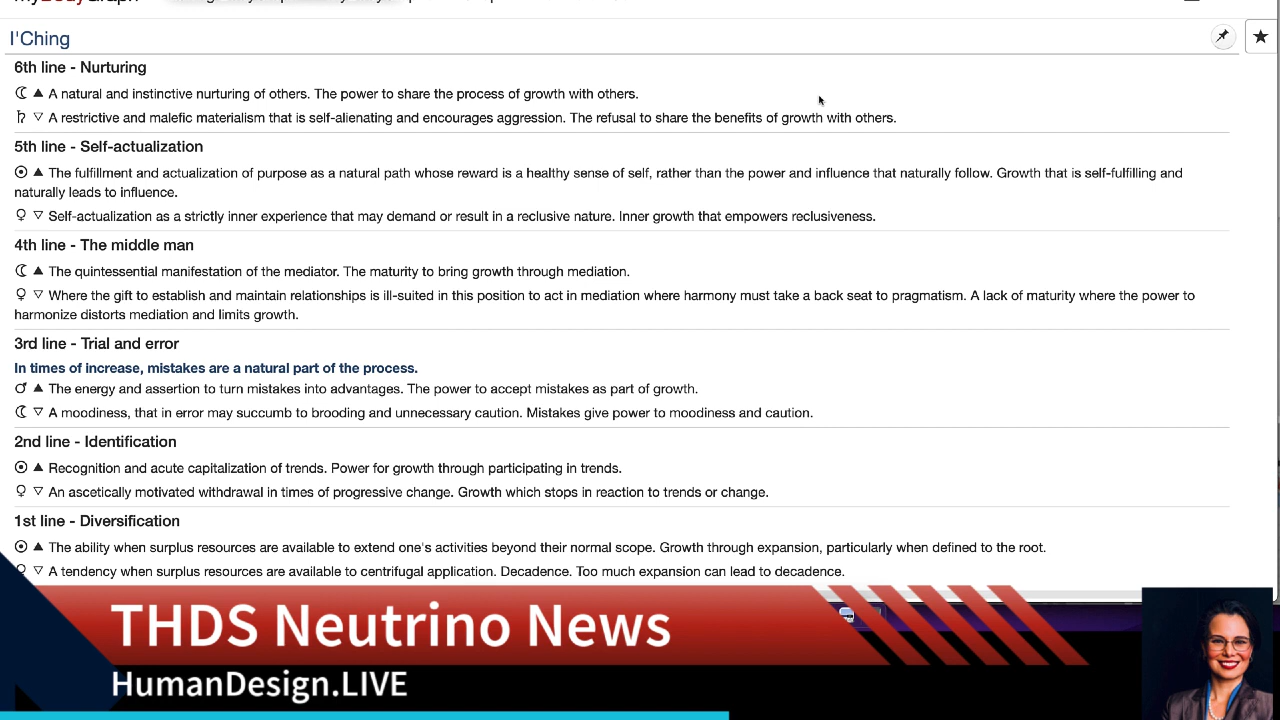 I'Ching
6th line - Nurturing
☾ ▲ A natural and instinctive nurturing of others. The power to share the process of growth with others.
♄ ▽ A restrictive and malefic materialism that is self-alienating and encourages aggression. The refusal to share the benefits of growth with others.
5th line - Self-actualization
☉ ▲ The fulfillment and actualization of purpose as a natural path whose reward is a healthy sense of self, rather than the power and influence that naturally follow. Growth that is self-fulfilling and
naturally leads to influence.
♀ ▽ Self-actualization as a strictly inner experience that may demand or result in a reclusive nature. Inner growth that empowers reclusiveness.
4th line - The middle man
☾ ▲ The quintessential manifestation of the mediator. The maturity to bring growth through mediation.
♀ ▽ Where the gift to establish and maintain relationships is ill-suited in this position to act in mediation where harmony must take a back seat to pragmatism. A lack of maturity where the power to
harmonize distorts mediation and limits growth.
3rd line - Trial and error
In times of increase, mistakes are a natural part of the process.
♂ ▲ The energy and assertion to turn mistakes into advantages. The power to accept mistakes as part of growth.
☾ ▽ A moodiness, that in error may succumb to brooding and unnecessary caution. Mistakes give power to moodiness and caution.
2nd line - Identification
☉ ▲ Recognition and acute capitalization of trends. Power for growth through participating in trends.
♀ ▽ An ascetically motivated withdrawal in times of progressive change. Growth which stops in reaction to trends or change.
1st line - Diversification
☉ ▲ The ability when surplus resources are available to extend one's activities beyond their normal scope. Growth through expansion, particularly when defined to the root.
♀ ▽ A tendency when surplus resources are available to centrifugal application. Decadence. Too much expansion can lead to decadence.
THDS Neutrino News
HumanDesign.LIVE